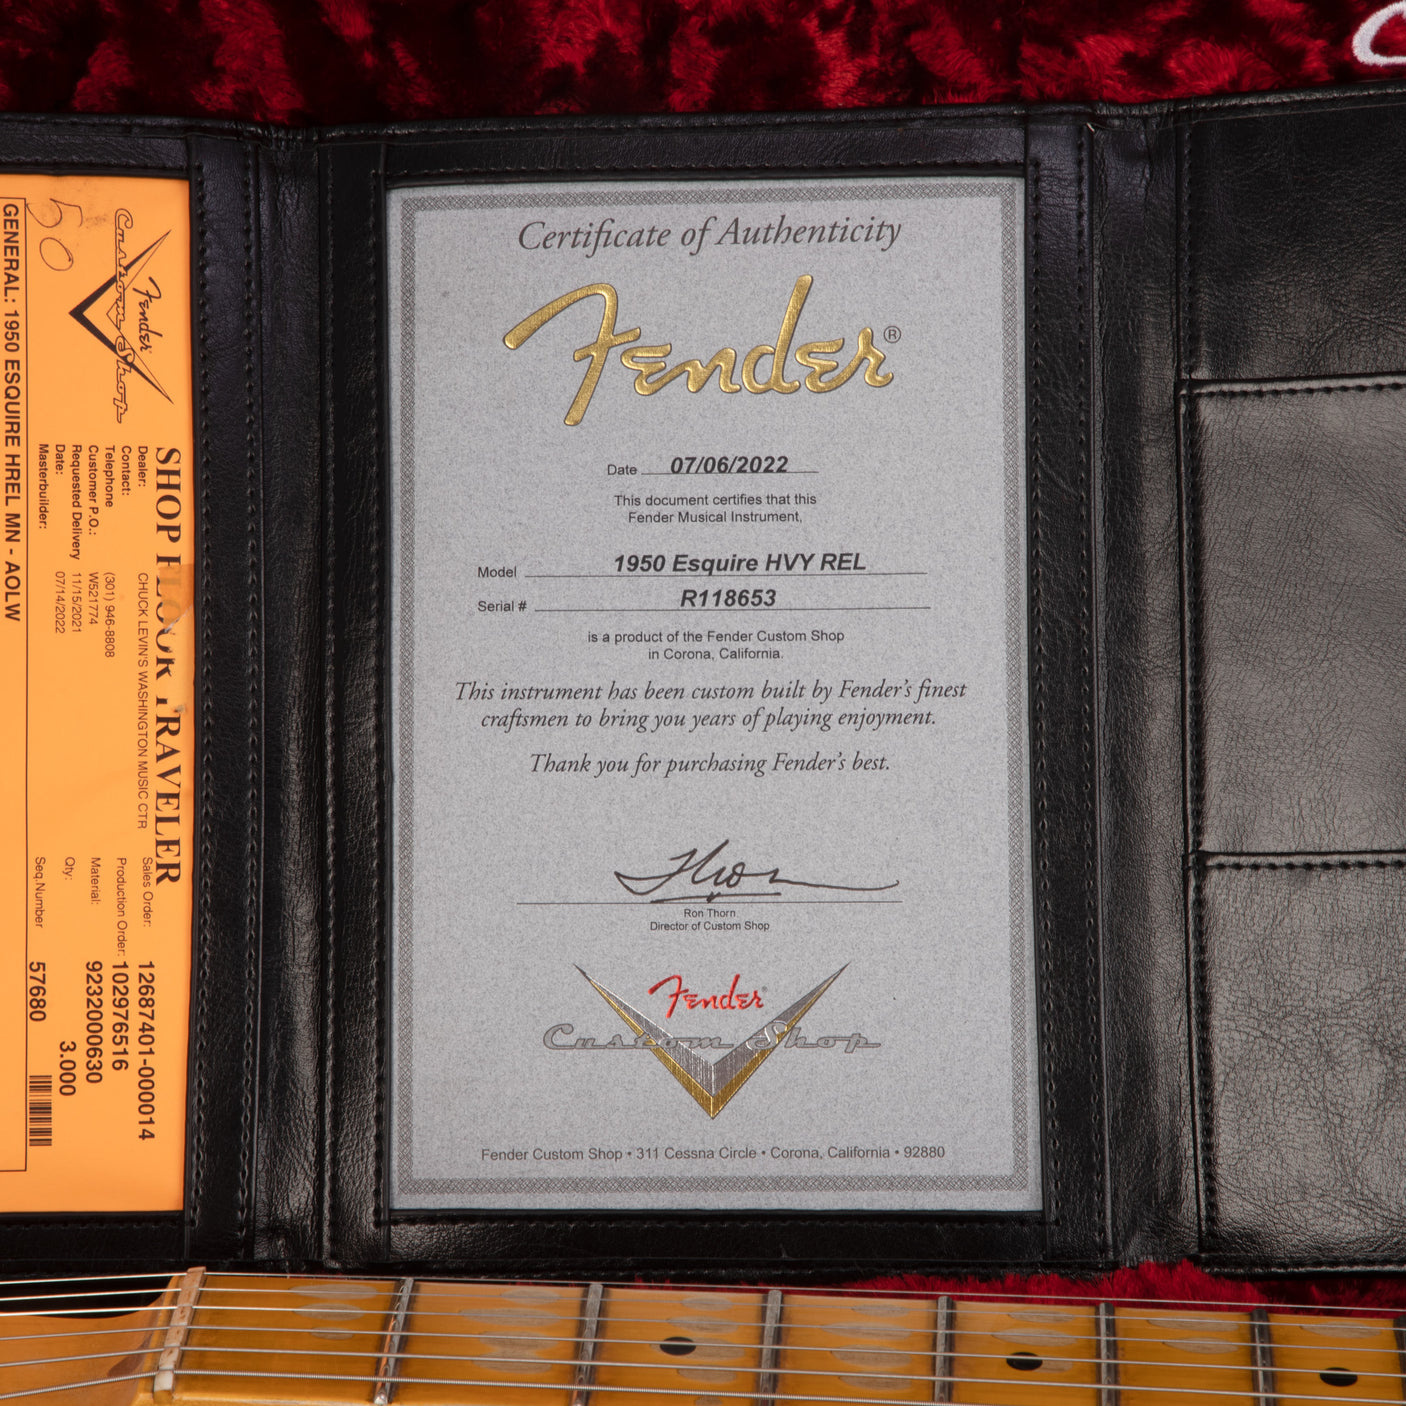 50
Fender
Custom Shop
SHOP FLOOR TRAVELER
Dealer: CHUCK LEVIN'S WASHINGTON MUSIC CTR
Contact:
Telephone (301) 946-8808
Customer P.O.: W521774
Requested Delivery 11/15/2021
Date: 07/14/2022
Masterbuilder:
Sales Order: 12687401-000014
Production Order: 102976516
Material: 9232000630
Qty: 3.000
Seq.Number 57680
GENERAL: 1950 ESQUIRE HREL MN - AOLW
Certificate of Authenticity
Fender®
Date 07/06/2022
This document certifies that this
Fender Musical Instrument,
Model 1950 Esquire HVY REL
Serial # R118653
is a product of the Fender Custom Shop
in Corona, California.
This instrument has been custom built by Fender's finest
craftsmen to bring you years of playing enjoyment.
Thank you for purchasing Fender's best.
Ron Thorn
Director of Custom Shop
Fender®
Custom Shop
Fender Custom Shop • 311 Cessna Circle • Corona, California • 92880